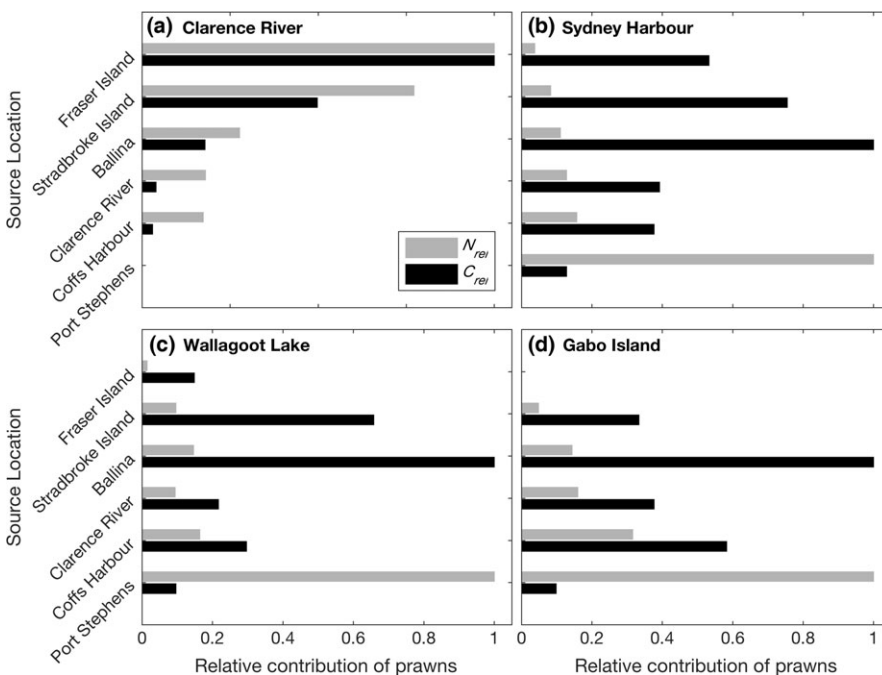 (a) Clarence River
(b) Sydney Harbour
Source Location
Fraser Island
Stradbroke Island
Ballina
Clarence River
Coffs Harbour
Port Stephens
N rel
C rel
(c) Wallagoot Lake
(d) Gabo Island
Source Location
Fraser Island
Stradbroke Island
Ballina
Clarence River
Coffs Harbour
Port Stephens
0 0.2 0.4 0.6 0.8 1
0.2 0.4 0.6 0.8 1
Relative contribution of prawns
Relative contribution of prawns